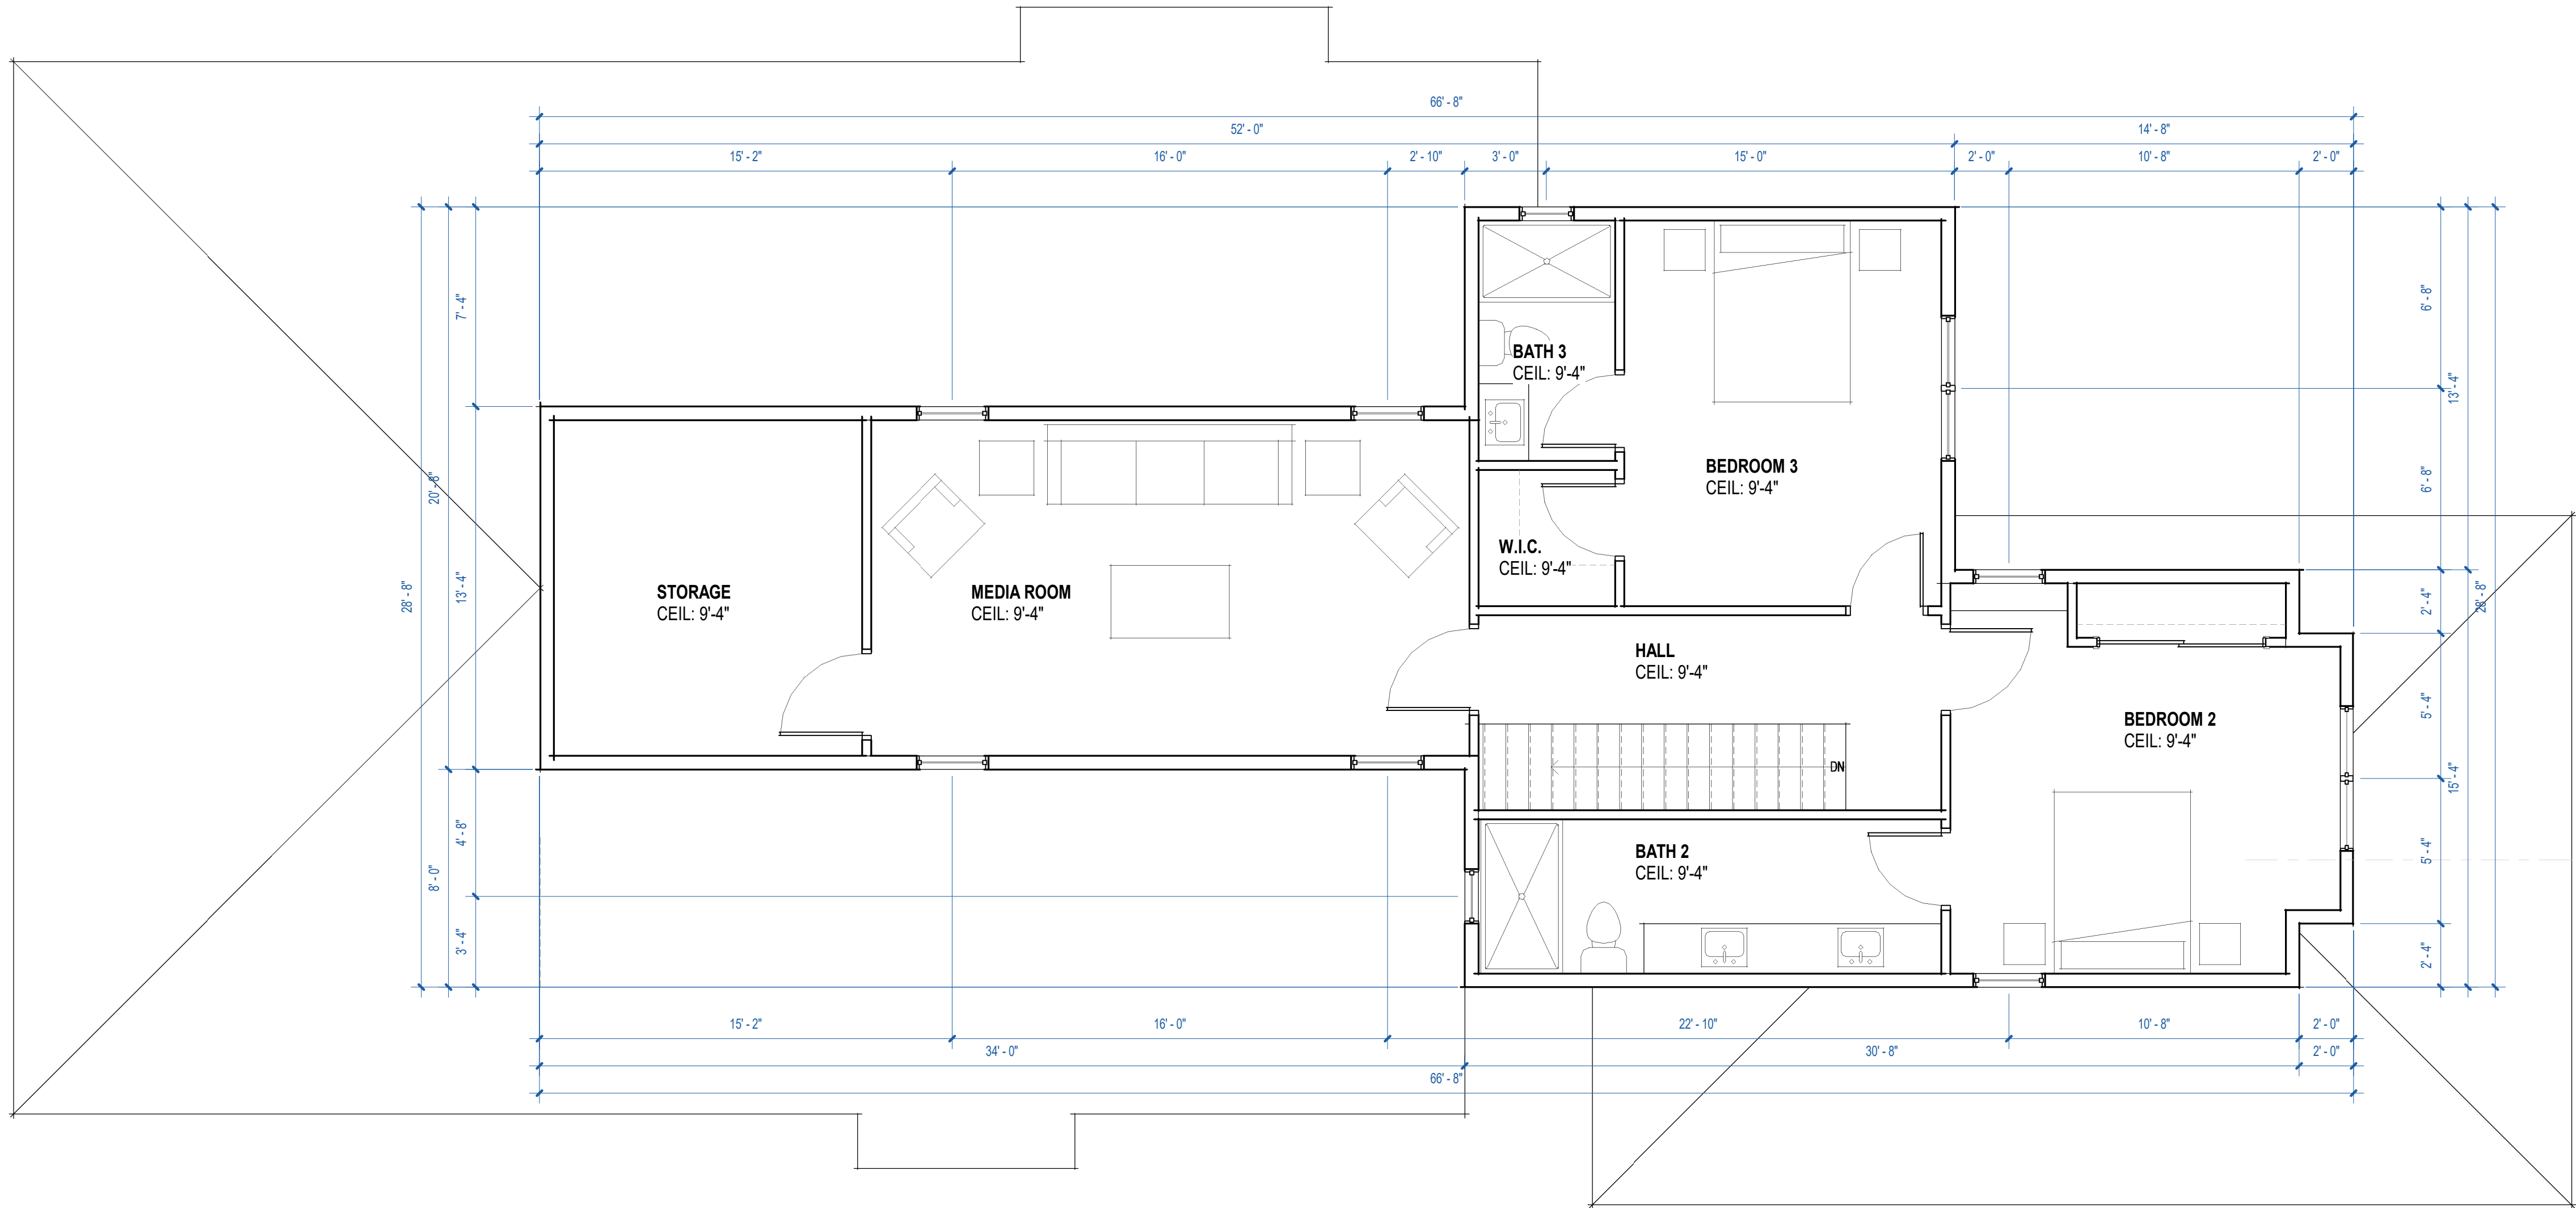 66' - 8"
52' - 0"
14' - 8"
15' - 2"
16' - 0"
2' - 10"
3' - 0"
15' - 0"
2' - 0"
10' - 8"
2' - 0"
7' - 4"
20' - 8"
28' - 8"
13' - 4"
4' - 8"
8' - 0"
3' - 4"
BATH 3
CEIL: 9'-4"
BEDROOM 3
CEIL: 9'-4"
W.I.C.
CEIL: 9'-4"
STORAGE
CEIL: 9'-4"
MEDIA ROOM
CEIL: 9'-4"
HALL
CEIL: 9'-4"
BEDROOM 2
CEIL: 9'-4"
DN
BATH 2
CEIL: 9'-4"
6' - 8"
13' - 4"
6' - 8"
2' - 4"
28' - 8"
5' - 4"
15' - 4"
5' - 4"
2' - 4"
15' - 2"
16' - 0"
22' - 10"
10' - 8"
2' - 0"
34' - 0"
30' - 8"
2' - 0"
66' - 8"